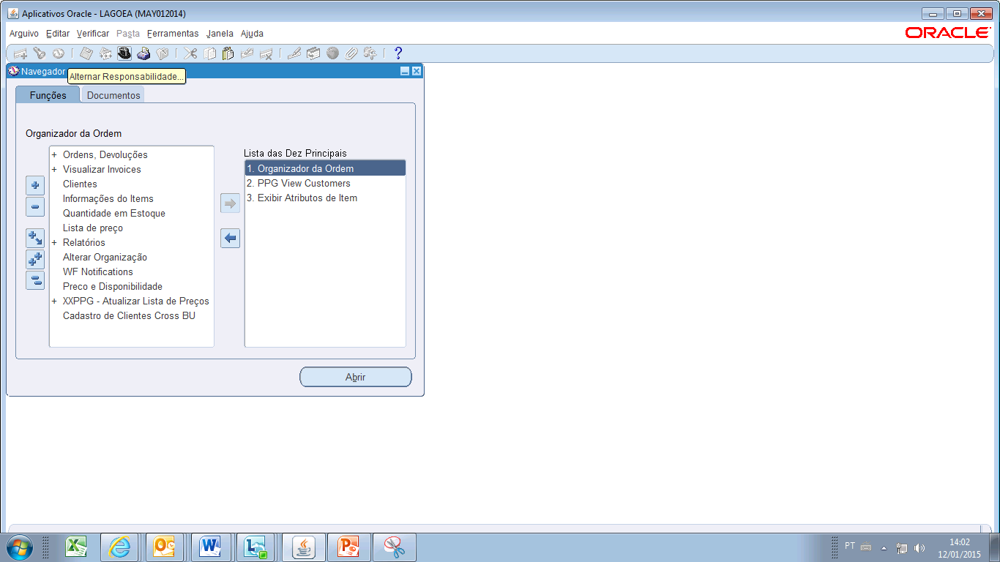 Aplicativos Oracle - LAGOEA (MAY012014)
Arquivo Editar Verificar Pasta Ferramentas Janela Ajuda
ORACLE
?
Navegador
Alternar Responsabilidade...
Funções Documentos
Organizador da Ordem
+ Ordens, Devoluções
+ Visualizar Invoices
Clientes
Informações do Items
Quantidade em Estoque
Lista de preço
+ Relatórios
Alterar Organização
WF Notifications
Preco e Disponibilidade
+ XXPPG - Atualizar Lista de Preços
Cadastro de Clientes Cross BU
Lista das Dez Principais
1. Organizador da Ordem
2. PPG View Customers
3. Exibir Atributos de Item
Abrir
PT
14:02
12/01/2015